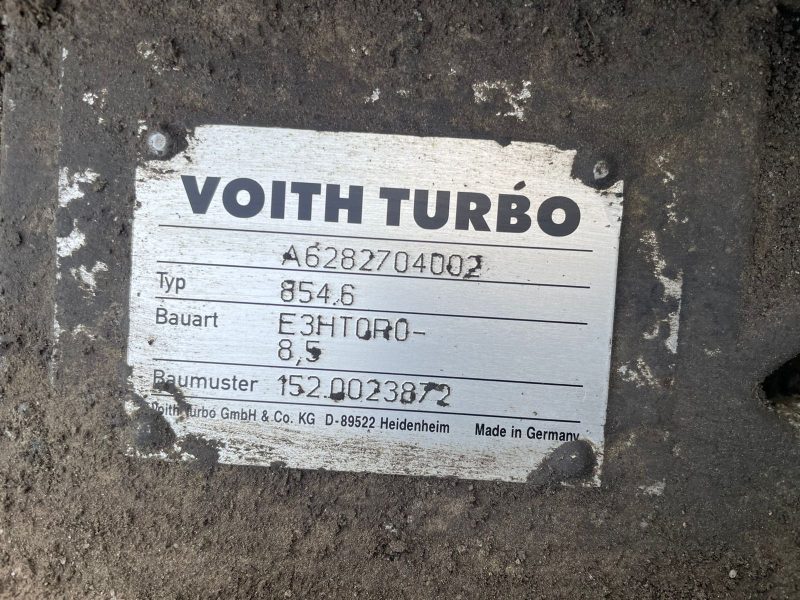 VOITH TURBO
A6282704002
Typ 854.6
Bauart E3HT0R0-
8,5
Baumuster 152.0023872
Voith Turbo GmbH & Co. KG D-89522 Heidenheim Made in Germany